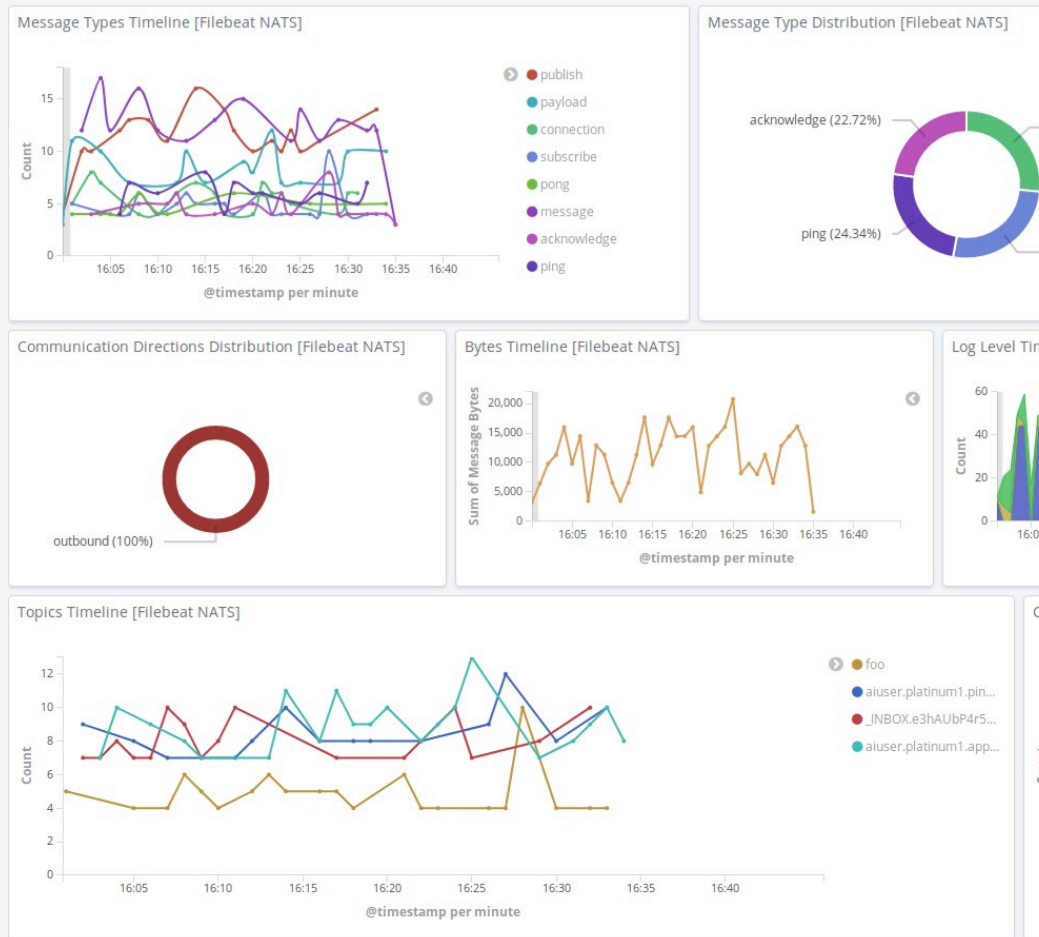 Message Types Timeline [Filebeat NATS]
15
10
5
0
Count
16:05 16:10 16:15 16:20 16:25 16:30 16:35 16:40
@timestamp per minute
publish
payload
connection
subscribe
pong
message
acknowledge
ping
Message Type Distribution [Filebeat NATS]
acknowledge (22.72%)
ping (24.34%)
Communication Directions Distribution [Filebeat NATS]
outbound (100%)
Bytes Timeline [Filebeat NATS]
20,000
15,000
10,000
5,000
0
Sum of Message Bytes
16:05 16:10 16:15 16:20 16:25 16:30 16:35 16:40
@timestamp per minute
Log Level Tim
60
40
20
0
Count
16:0
Topics Timeline [Filebeat NATS]
12
10
8
6
4
2
0
Count
16:05 16:10 16:15 16:20 16:25 16:30 16:35 16:40
@timestamp per minute
foo
aiuser.platinum1.pin...
_INBOX.e3hAUbP4r5...
aiuser.platinum1.app...